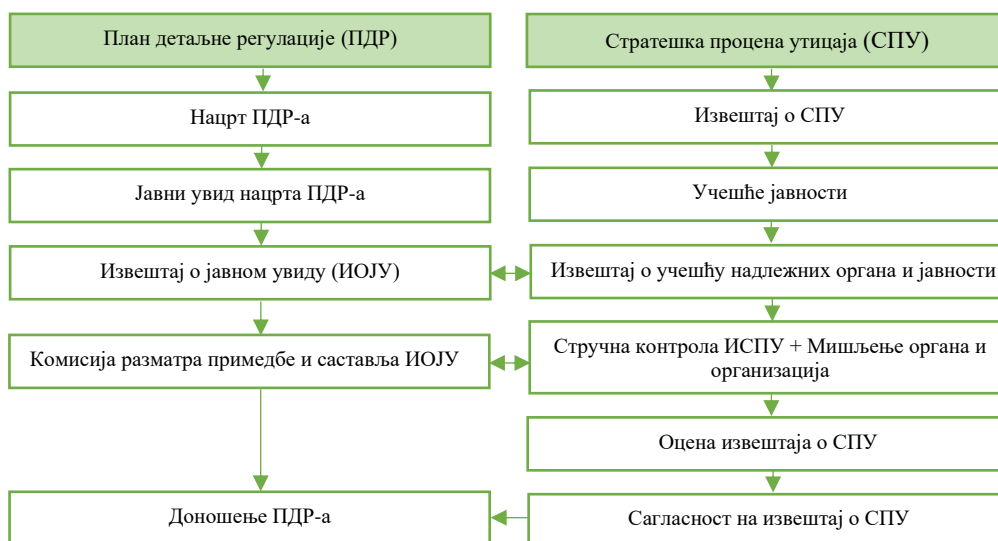 План детаљне регулације (ПДР)
Нацрт ПДР-а
Јавни увид нацрта ПДР-а
Извештај о јавном увиду (ИОЈУ)
Комисија разматра примедбе и саставља ИОЈУ
Доношење ПДР-а
Стратешка процена утицаја (СПУ)
Извештај о СПУ
Учешће јавности
Извештај о учешћу надлежних органа и јавности
Стручна контрола ИСПУ + Мишљење органа и
организација
Оцена извештаја о СПУ
Сагласност на извештај о СПУ